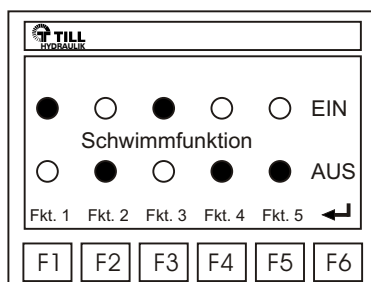 TILL
HYDRAULIK
EIN
Schwimmfunktion
AUS
Fkt. 1 Fkt. 2 Fkt. 3 Fkt. 4 Fkt. 5
F1 F2 F3 F4 F5 F6